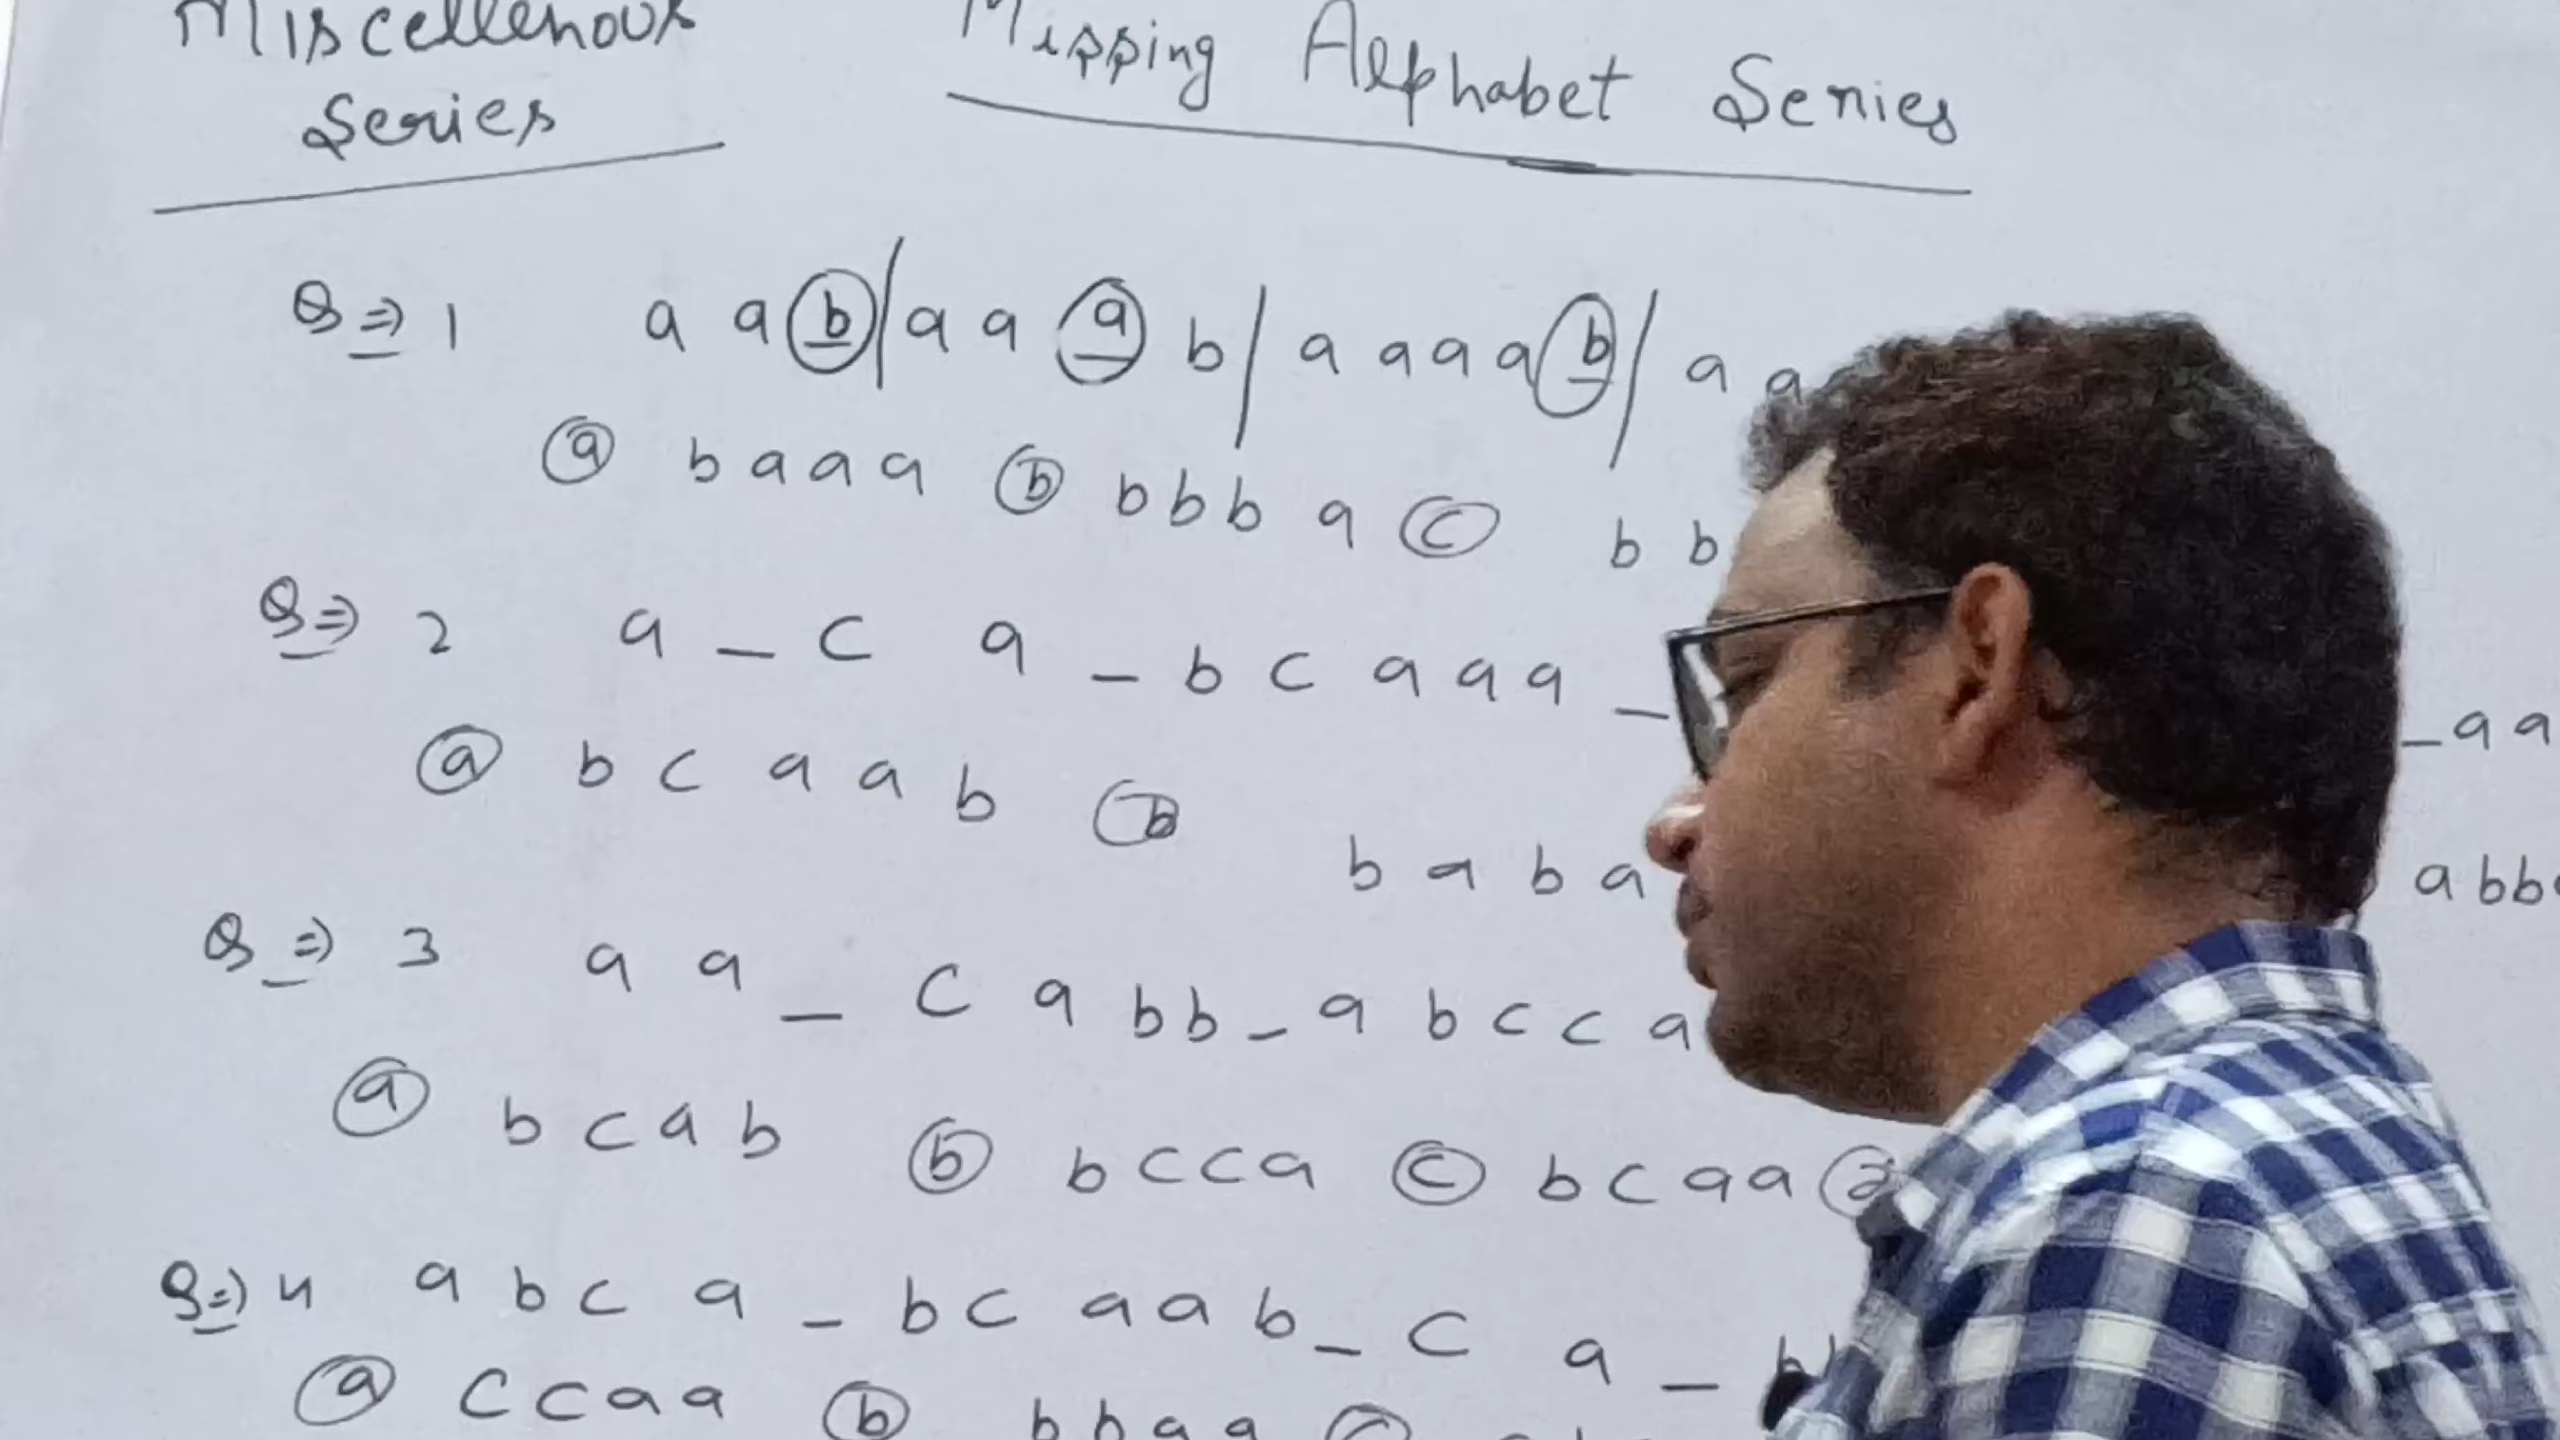 Miscellenous Missing Alphabet Series
Series
Q⇒ 1 a a b / a a a b / a a a a b / a a
ⓐ b a a a ⓑ b b b a ⓒ b b
Q⇒ 2 a _ c a _ b c a a a _ _ a a
ⓐ b c a a b ⓑ b a b a a b b
Q⇒ 3 a a _ c a b b _ a b c c a
ⓐ b c a b ⓑ b c c a ⓒ b c a a ⓓ
Q⇒ 4 a b c a _ b c a a b _ c a _ b
ⓐ c c a a ⓑ b b a a ⓒ